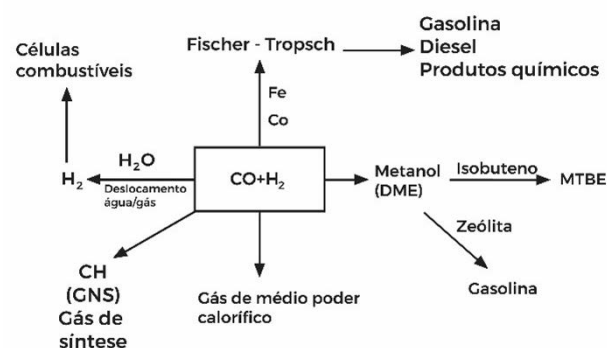 Células
combustíveis
Fischer - Tropsch
Gasolina
Diesel
Produtos químicos
Fe
Co
H₂
H₂O
Deslocamento
água/gás
CO+H₂
Metanol
(DME)
Isobuteno
MTBE
Zeólita
Gasolina
CH
(GNS)
Gás de
síntese
Gás de médio poder
calorífico